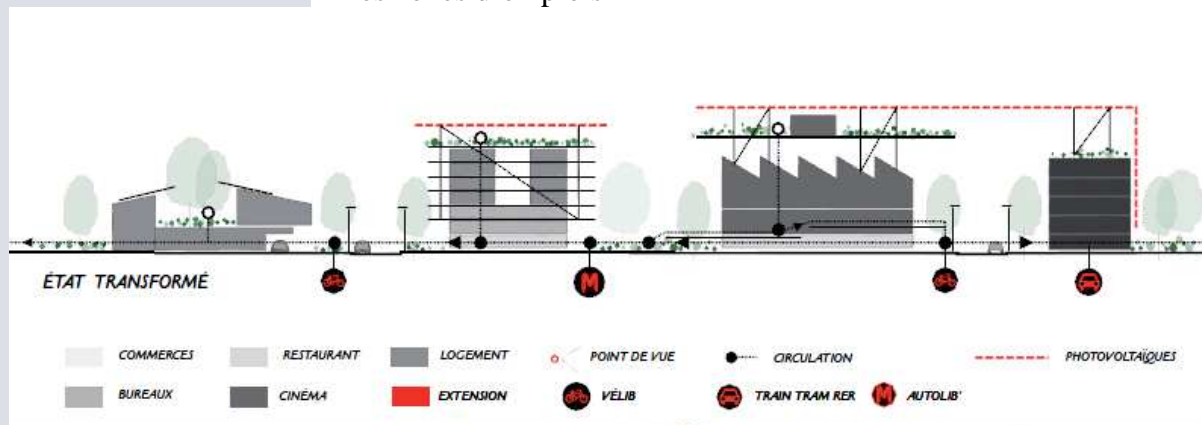 ÉTAT TRANSFORMÉ
M
COMMERCES RESTAURANT LOGEMENT POINT DE VUE CIRCULATION PHOTOVOLTAÏQUES
BUREAUX CINÉMA EXTENSION VÉLIB TRAIN TRAM RER M AUTOLIB'